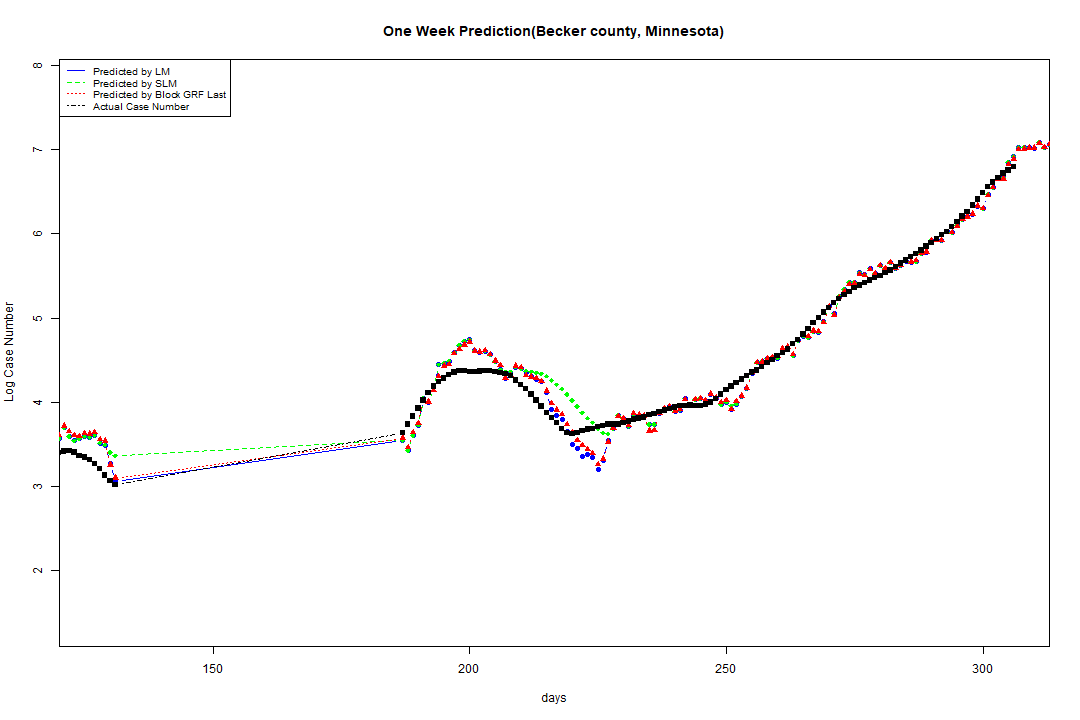 One Week Prediction(Becker county, Minnesota)
Predicted by LM
Predicted by SLM
Predicted by Block GRF Last
Actual Case Number
8
7
6
5
4
3
2
Log Case Number
150 200 250 300
days